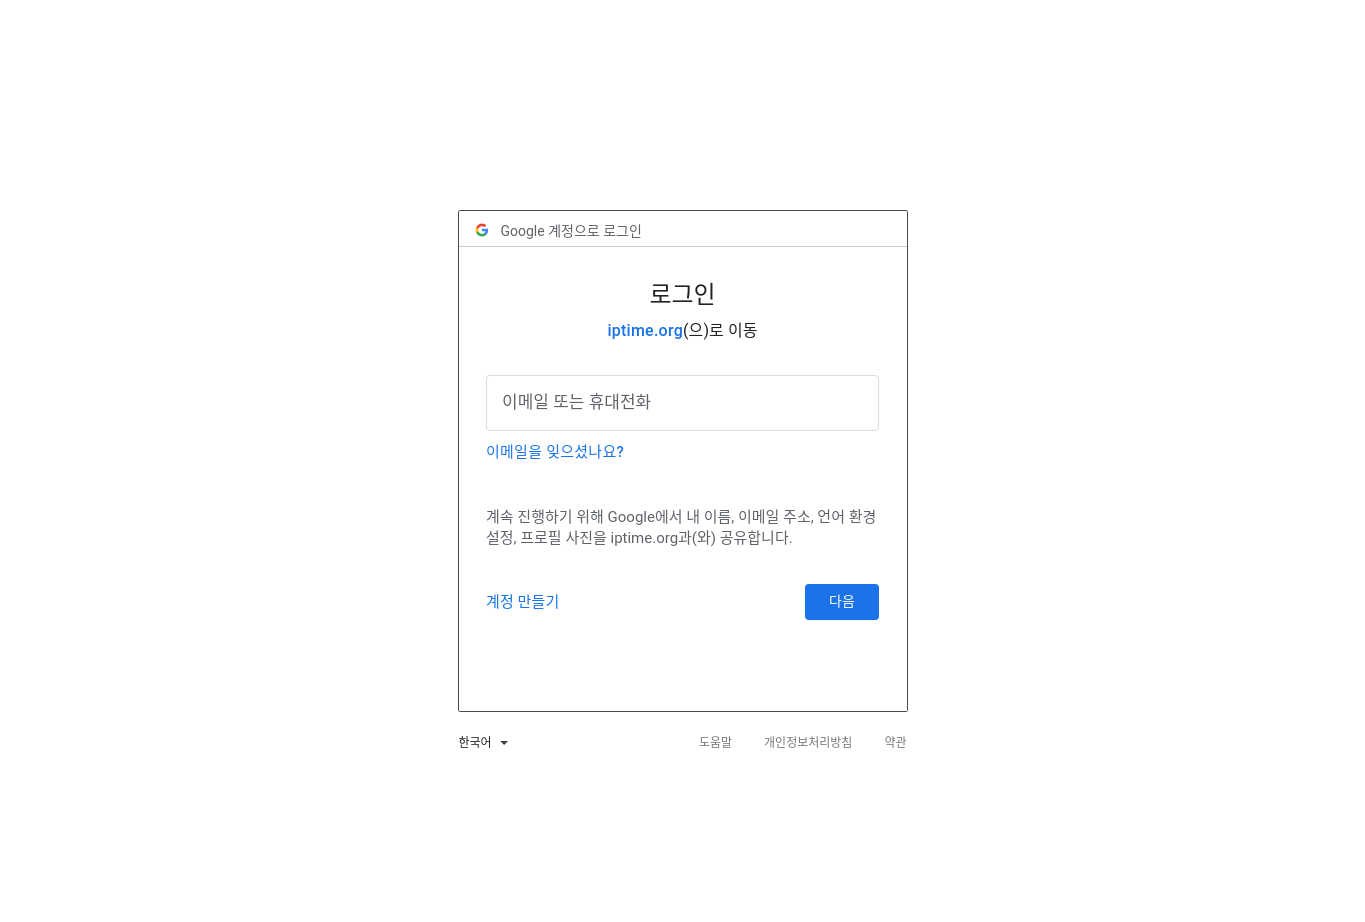 Google 계정으로 로그인
로그인
iptime.org(으)로 이동
이메일 또는 휴대전화
이메일을 잊으셨나요?
계속 진행하기 위해 Google에서 내 이름, 이메일 주소, 언어 환경
설정, 프로필 사진을 iptime.org과(와) 공유합니다.
계정 만들기
다음
한국어
도움말
개인정보처리방침
약관